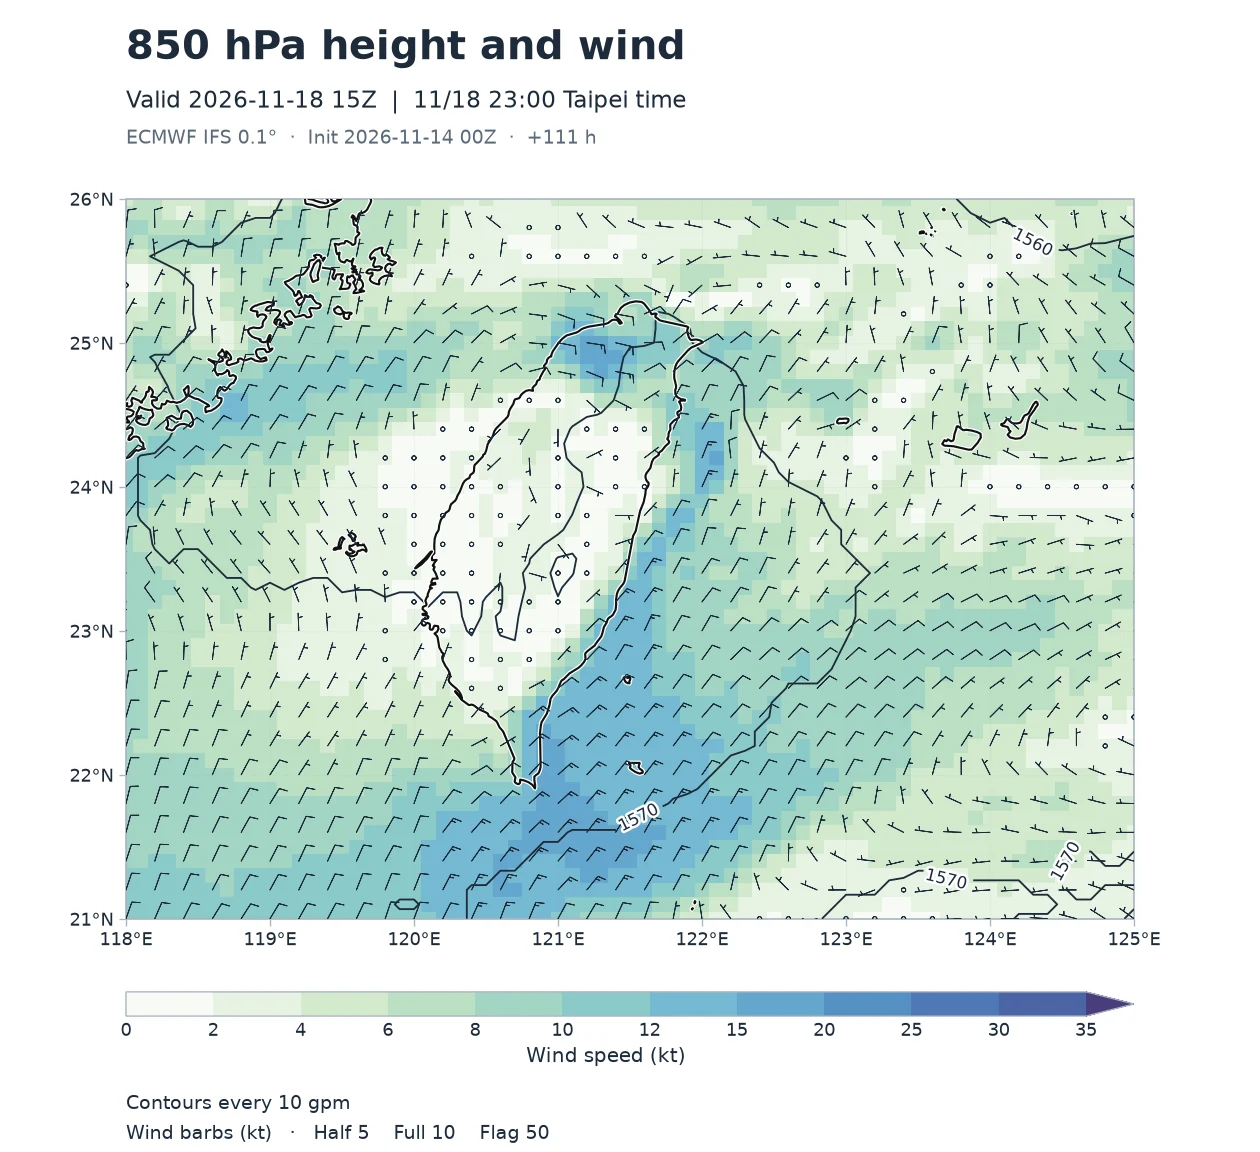 850 hPa height and wind
Valid 2026-11-18 15Z | 11/18 23:00 Taipei time
ECMWF IFS 0.1° · Init 2026-11-14 00Z · +111 h
26°N
1560
25°N
24°N
23°N
22°N
1570
1570
1570
21°N
118°E 119°E 120°E 121°E 122°E 123°E 124°E 125°E
0 2 4 6 8 10 12 15 20 25 30 35
Wind speed (kt)
Contours every 10 gpm
Wind barbs (kt) · Half 5 Full 10 Flag 50